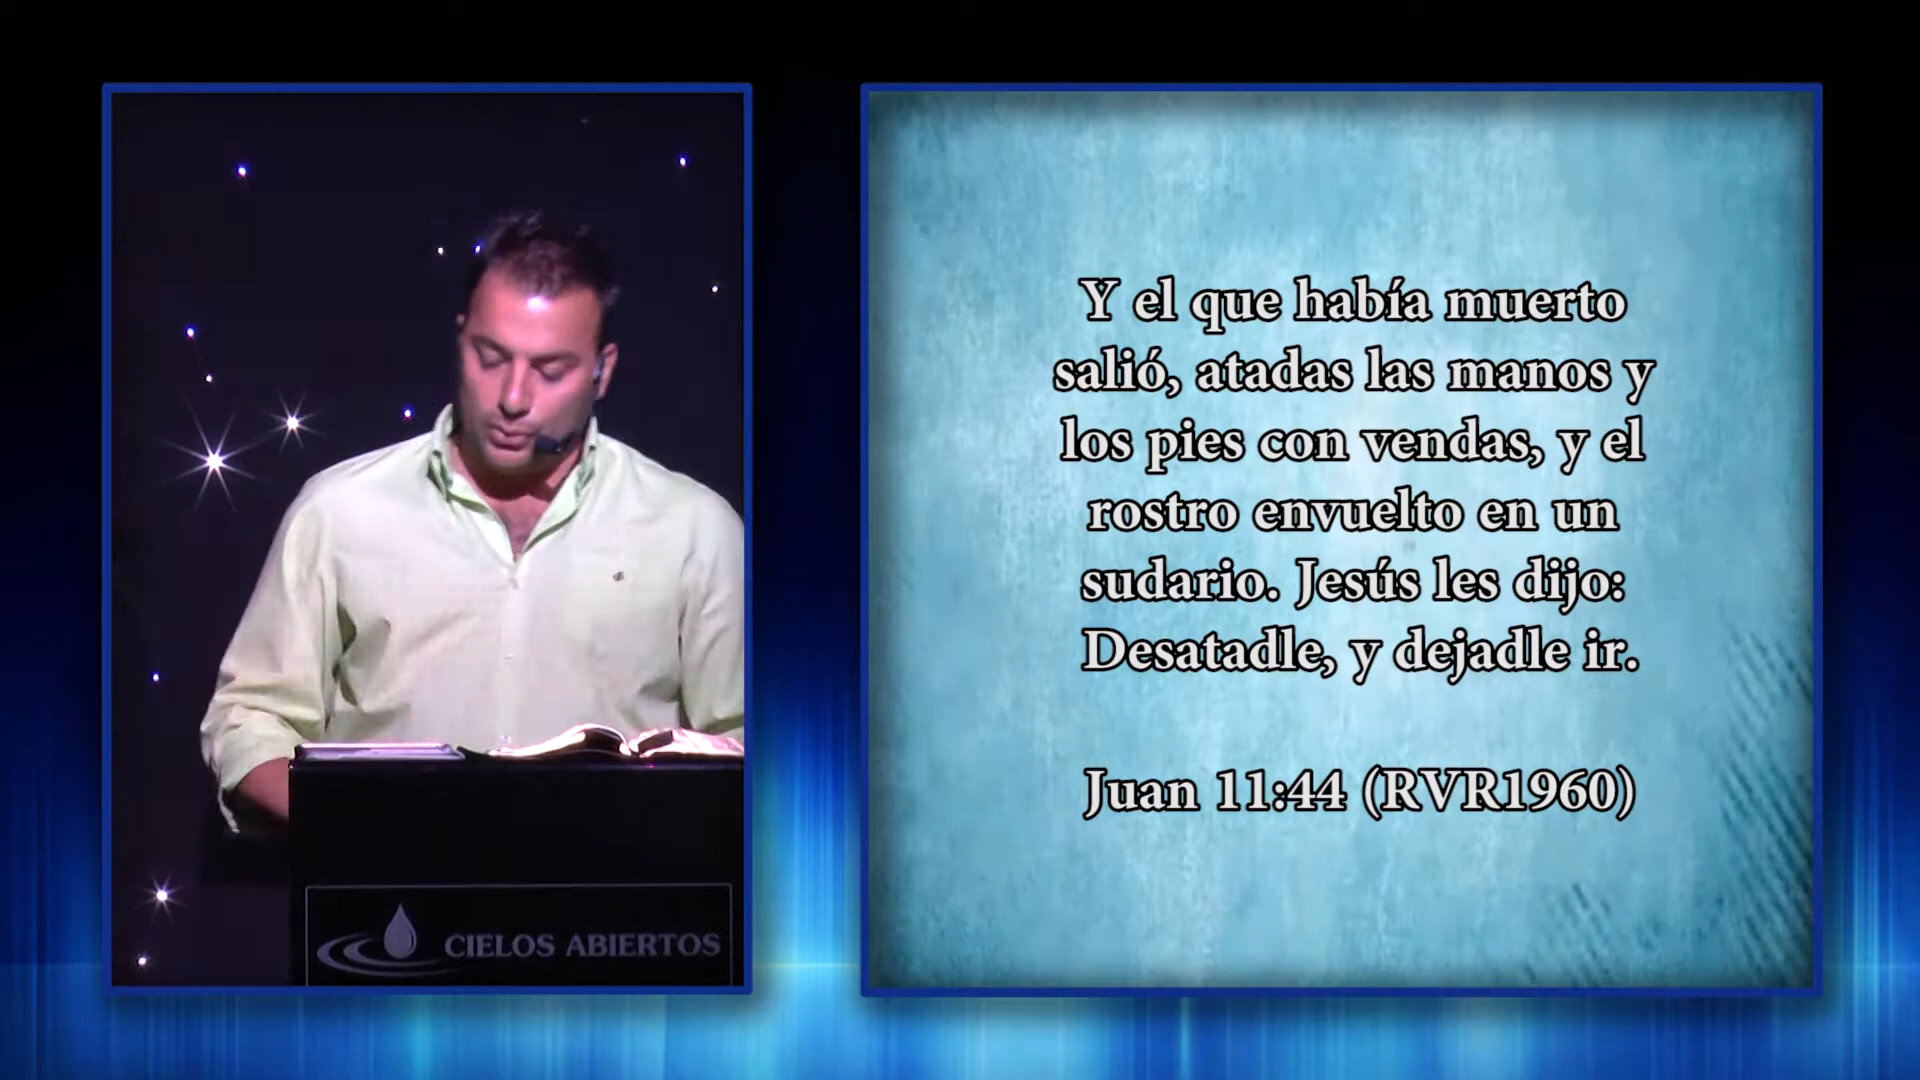 Y el que había muerto
salió, atadas las manos y
los pies con vendas, y el
rostro envuelto en un
sudario. Jesús les dijo:
Desatadle, y dejadle ir.
Juan 11:44 (RVR1960)
CIELOS ABIERTOS